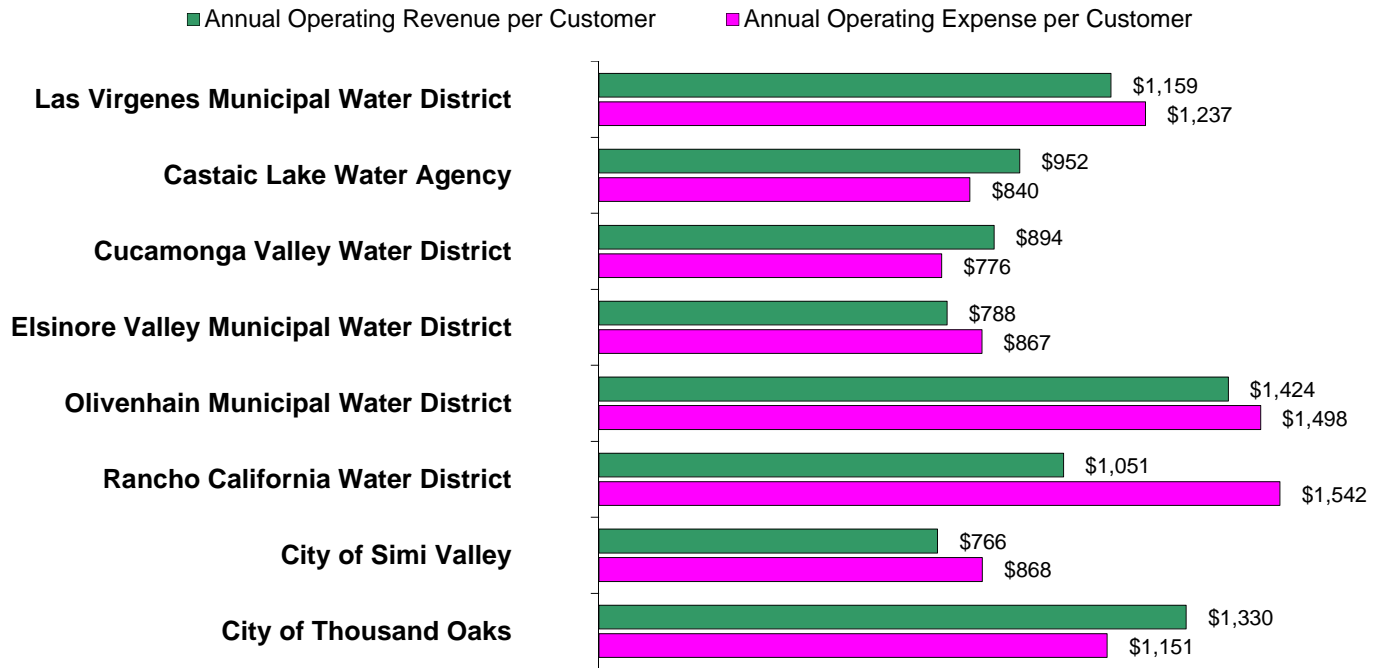 Annual Operating Revenue per Customer Annual Operating Expense per Customer
Las Virgenes Municipal Water District
$1,159
$1,237
Castaic Lake Water Agency
$952
$840
Cucamonga Valley Water District
$894
$776
Elsinore Valley Municipal Water District
$788
$867
Olivenhain Municipal Water District
$1,424
$1,498
Rancho California Water District
$1,051
$1,542
City of Simi Valley
$766
$868
City of Thousand Oaks
$1,330
$1,151